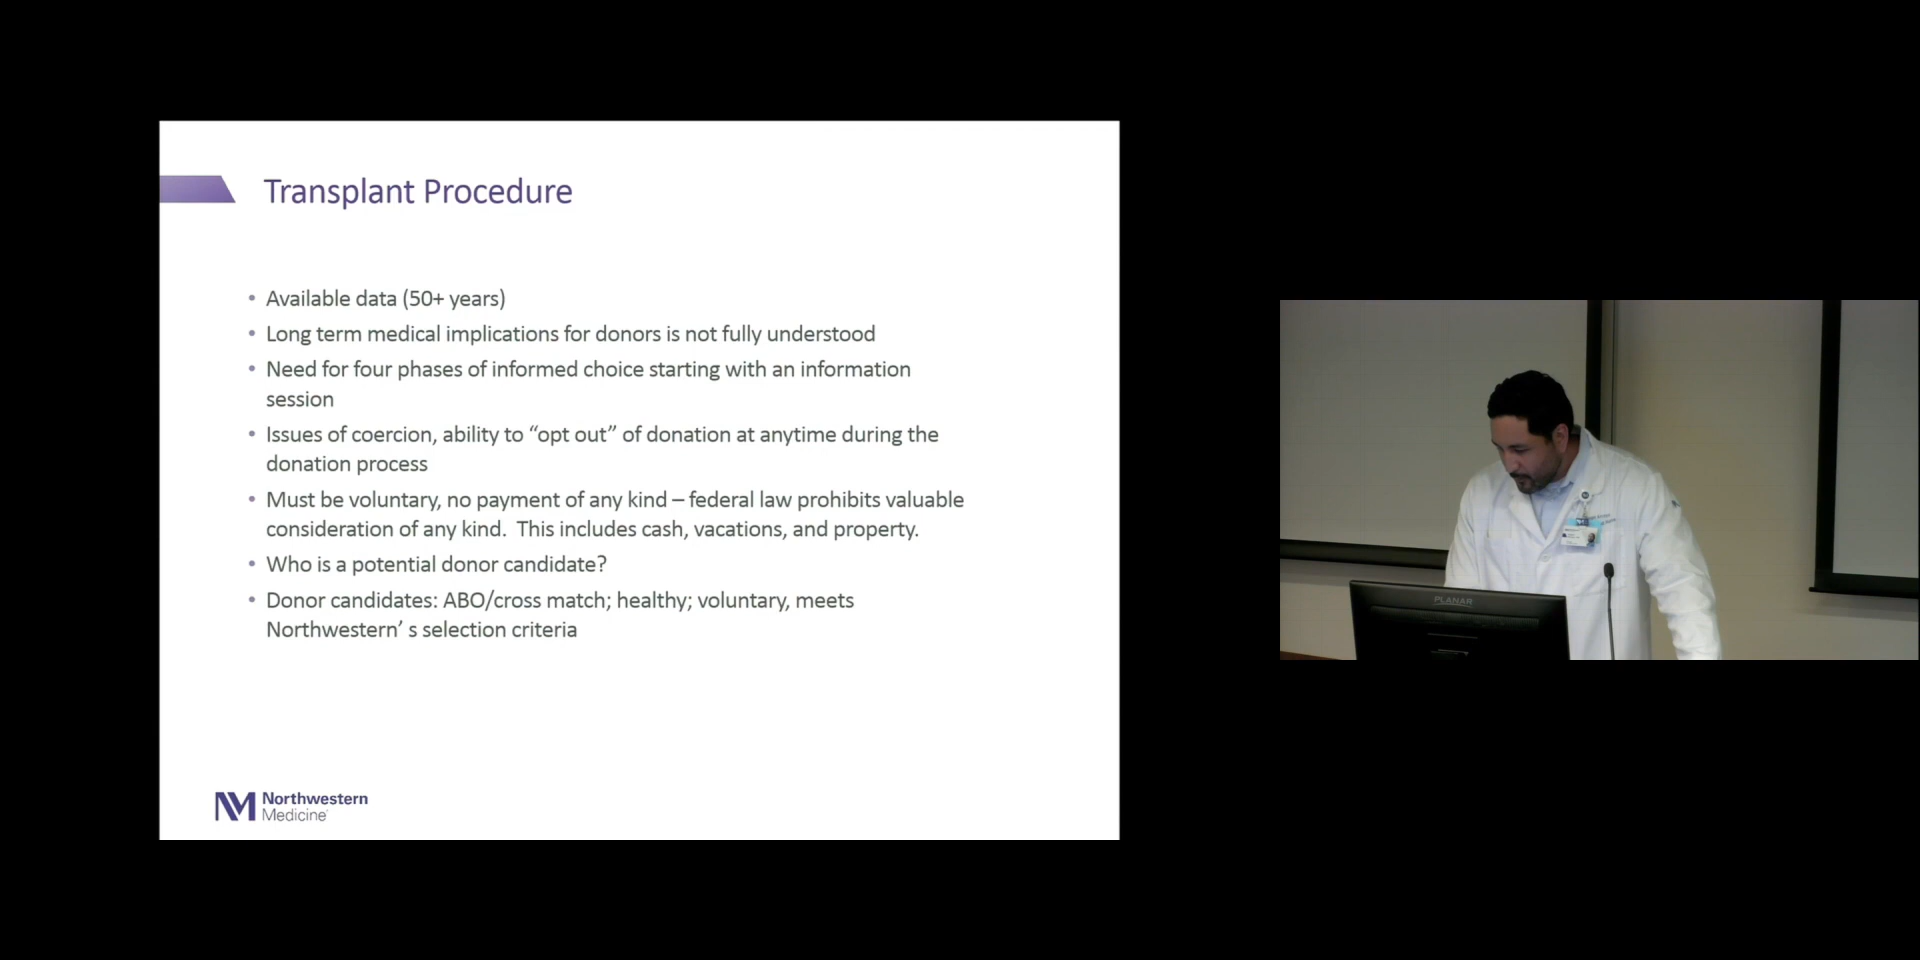 Transplant Procedure
• Available data (50+ years)
• Long term medical implications for donors is not fully understood
• Need for four phases of informed choice starting with an information
session
• Issues of coercion, ability to “opt out” of donation at anytime during the
donation process
• Must be voluntary, no payment of any kind – federal law prohibits valuable
consideration of any kind.  This includes cash, vacations, and property.
• Who is a potential donor candidate?
• Donor candidates: ABO/cross match; healthy; voluntary, meets
Northwestern’ s selection criteria
NM Northwestern
Medicine
PLANAR